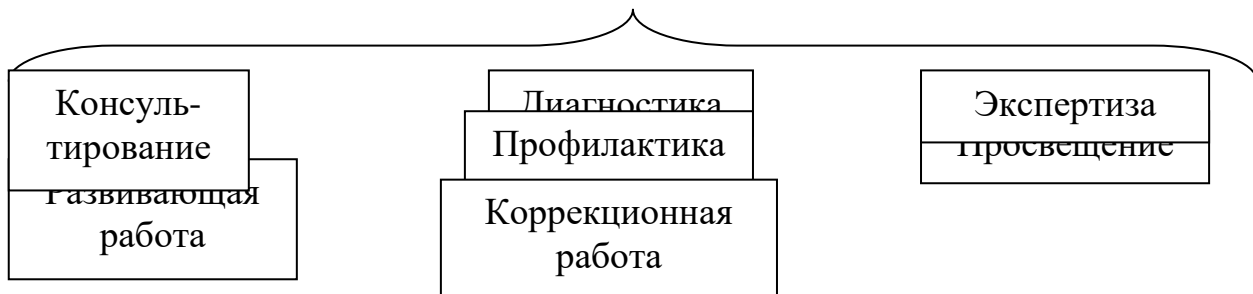 Консуль-
тирование
Развивающая
работа
Диагностика
Профилактика
Коррекционная
работа
Экспертиза
Просвещение